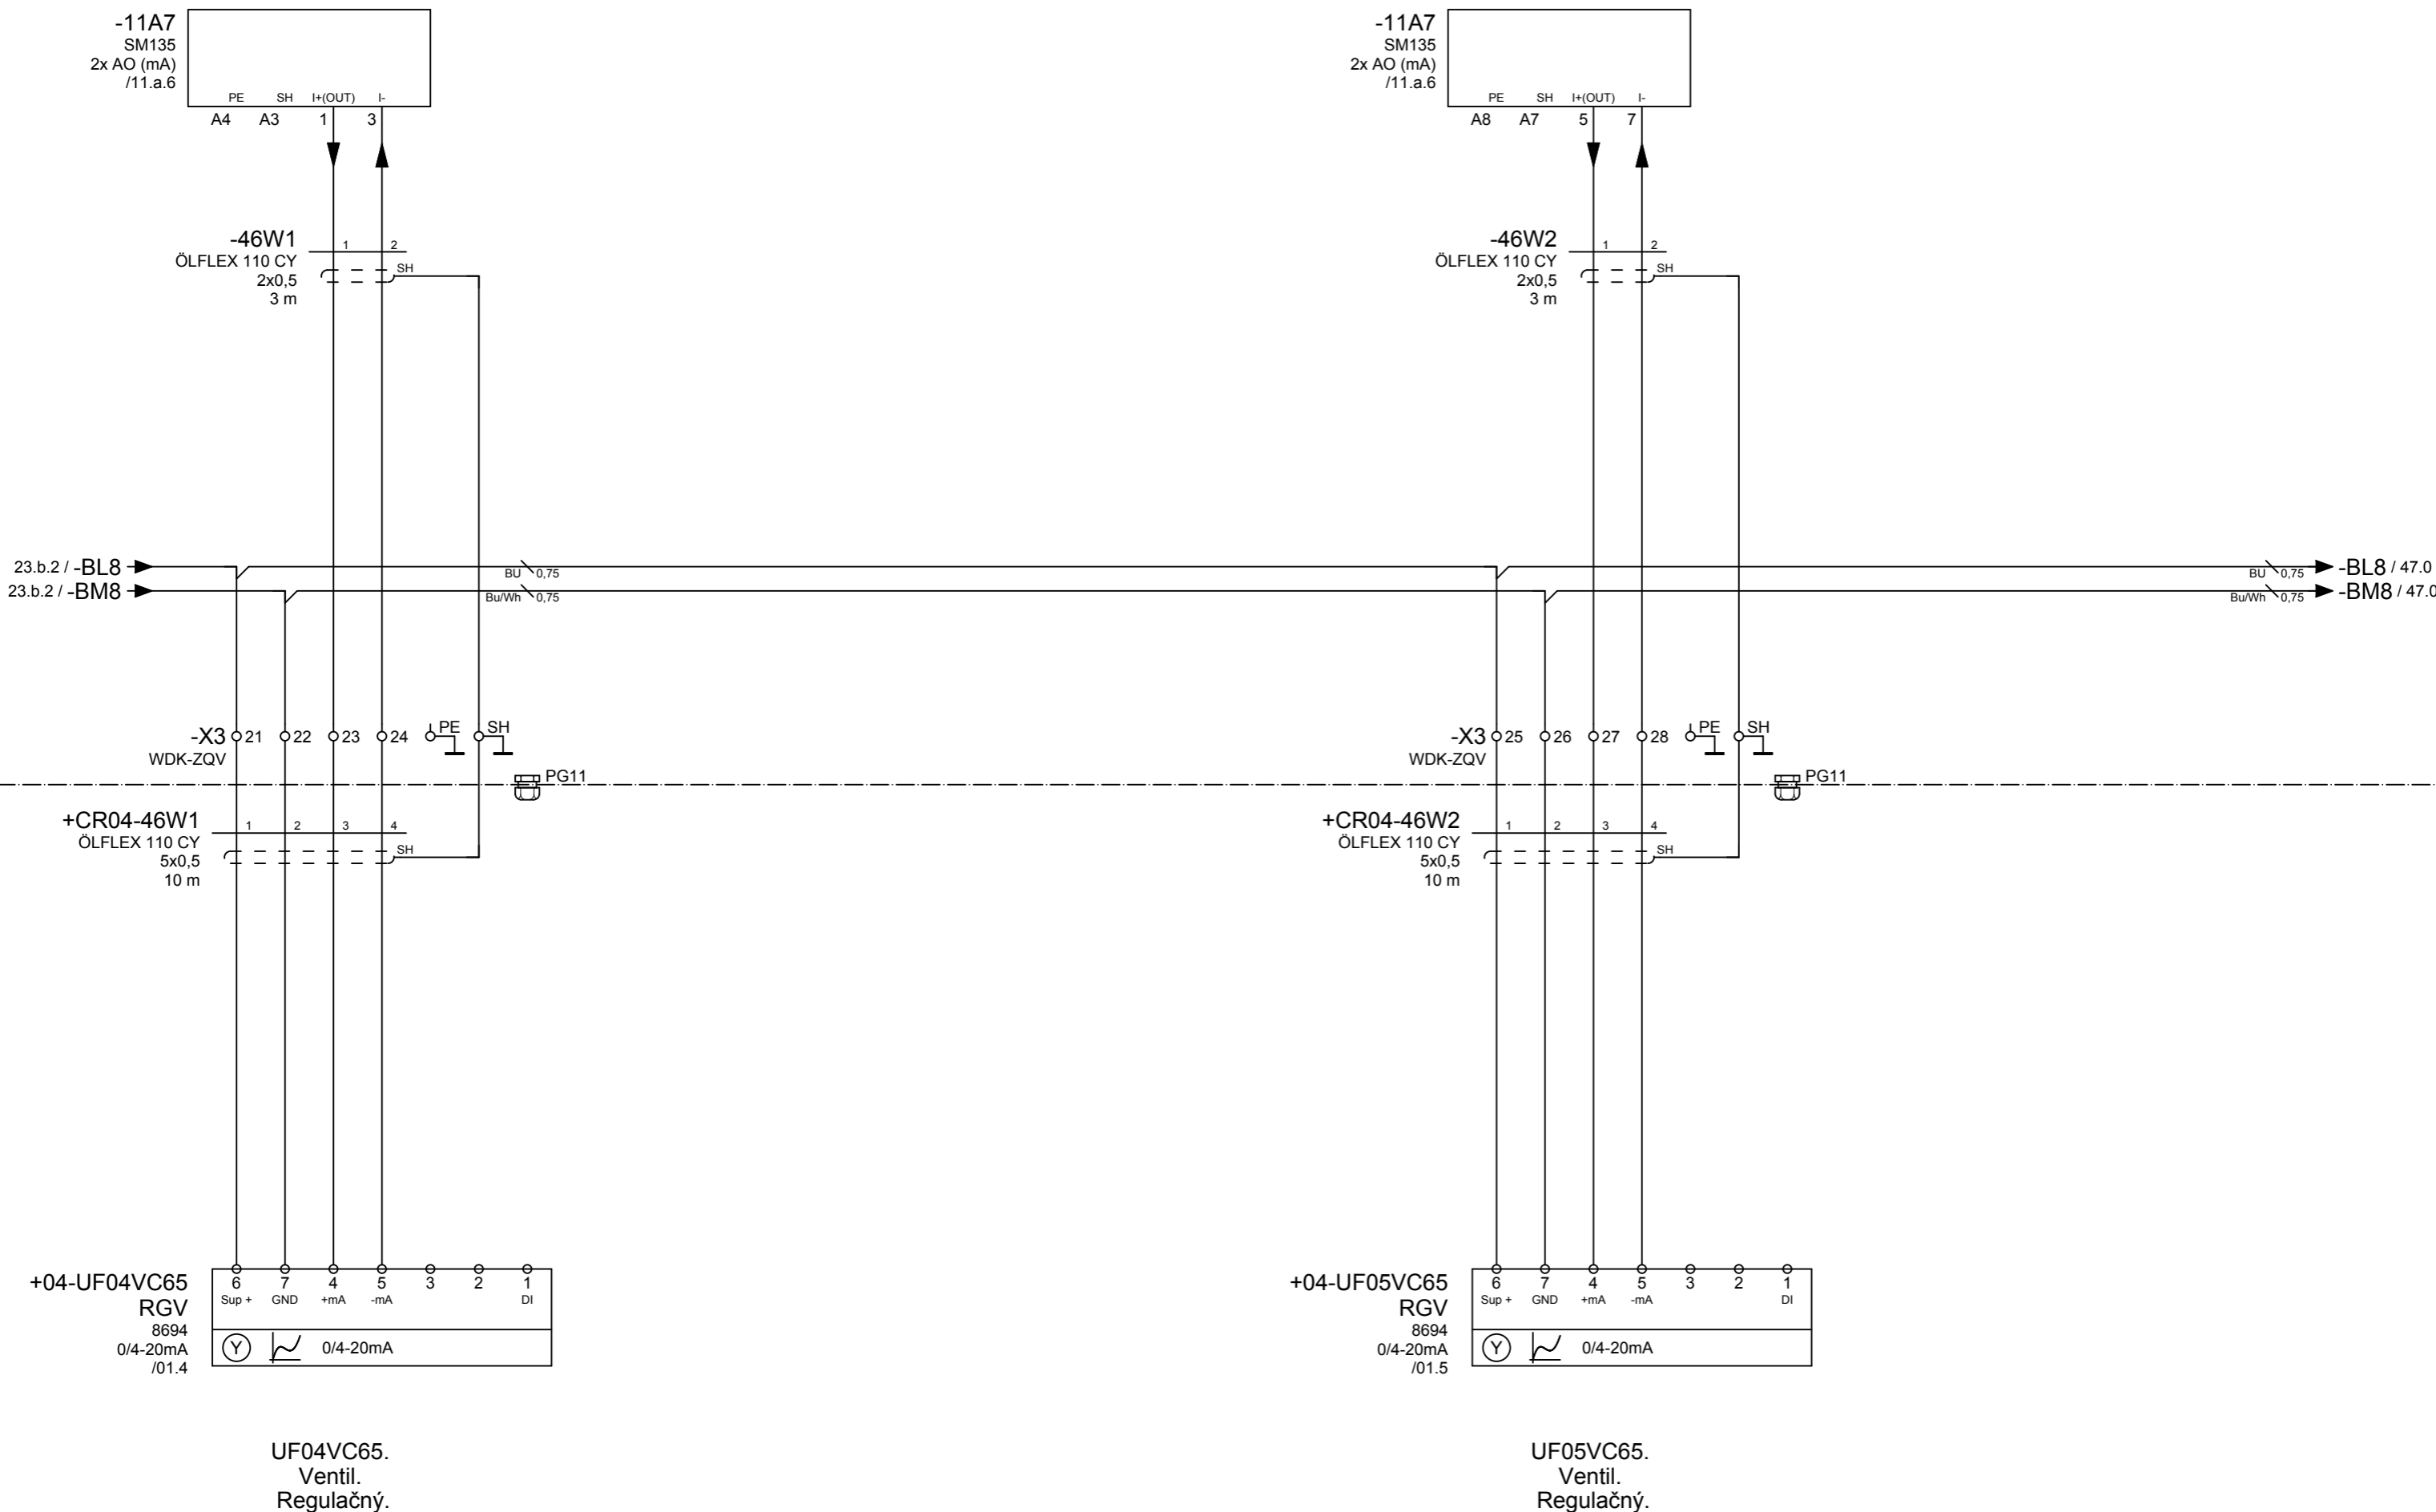 -11A7
SM135
2x AO (mA)
/11.a.6
PE SH I+(OUT) I-
A4 A3 1 3
-11A7
SM135
2x AO (mA)
/11.a.6
PE SH I+(OUT) I-
A8 A7 5 7
-46W1
ÖLFLEX 110 CY
2x0,5
3 m
1 2
SH
-46W2
ÖLFLEX 110 CY
2x0,5
3 m
1 2
SH
23.b.2 / -BL8
BU 0,75
BU 0,75
-BL8 / 47.0
23.b.2 / -BM8
Bu/Wh 0,75
Bu/Wh 0,75
-BM8 / 47.0
-X3 21 22 23 24 PE SH
WDK-ZQV
-X3 25 26 27 28 PE SH
WDK-ZQV
PG11
PG11
+CR04-46W1
ÖLFLEX 110 CY
5x0,5
10 m
1 2 3 4
SH
+CR04-46W2
ÖLFLEX 110 CY
5x0,5
10 m
1 2 3 4
SH
+04-UF04VC65
RGV
8694
0/4-20mA
/01.4
6 7 4 5 3 2 1
Sup + GND +mA -mA DI
Y 0/4-20mA
+04-UF05VC65
RGV
8694
0/4-20mA
/01.5
6 7 4 5 3 2 1
Sup + GND +mA -mA DI
Y 0/4-20mA
UF04VC65.
Ventil.
Regulačný.
UF05VC65.
Ventil.
Regulačný.